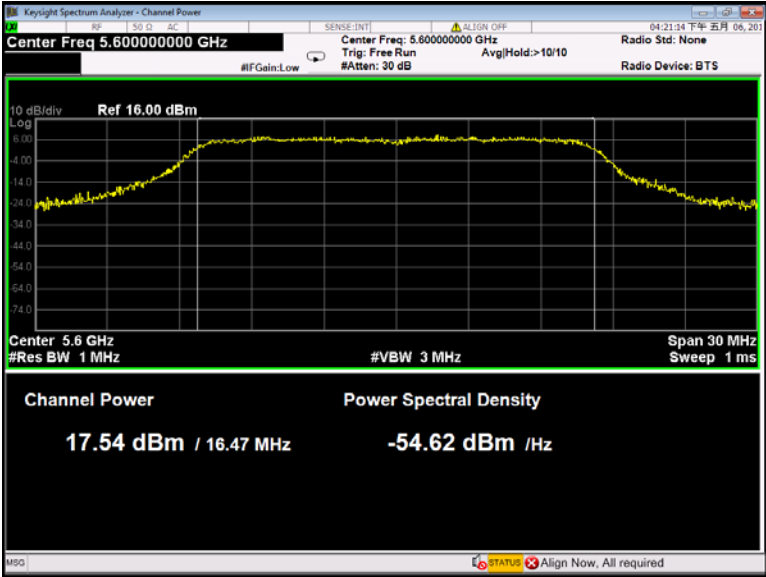 Keysight Spectrum Analyzer - Channel Power
RF 50 Ω AC SENSE:INT ALIGN OFF 04:21:14 下午 五月 06, 201
Center Freq 5.600000000 GHz
Center Freq: 5.600000000 GHz Radio Std: None
Trig: Free Run Avg|Hold:>10/10
#IFGain:Low #Atten: 30 dB Radio Device: BTS
10 dB/div Ref 16.00 dBm
Log
6.00
-4.00
-14.0
-24.0
-34.0
-44.0
-54.0
-64.0
-74.0
Center 5.6 GHz Span 30 MHz
#Res BW 1 MHz #VBW 3 MHz Sweep 1 ms
Channel Power Power Spectral Density
17.54 dBm / 16.47 MHz -54.62 dBm /Hz
MSG STATUS Align Now, All required